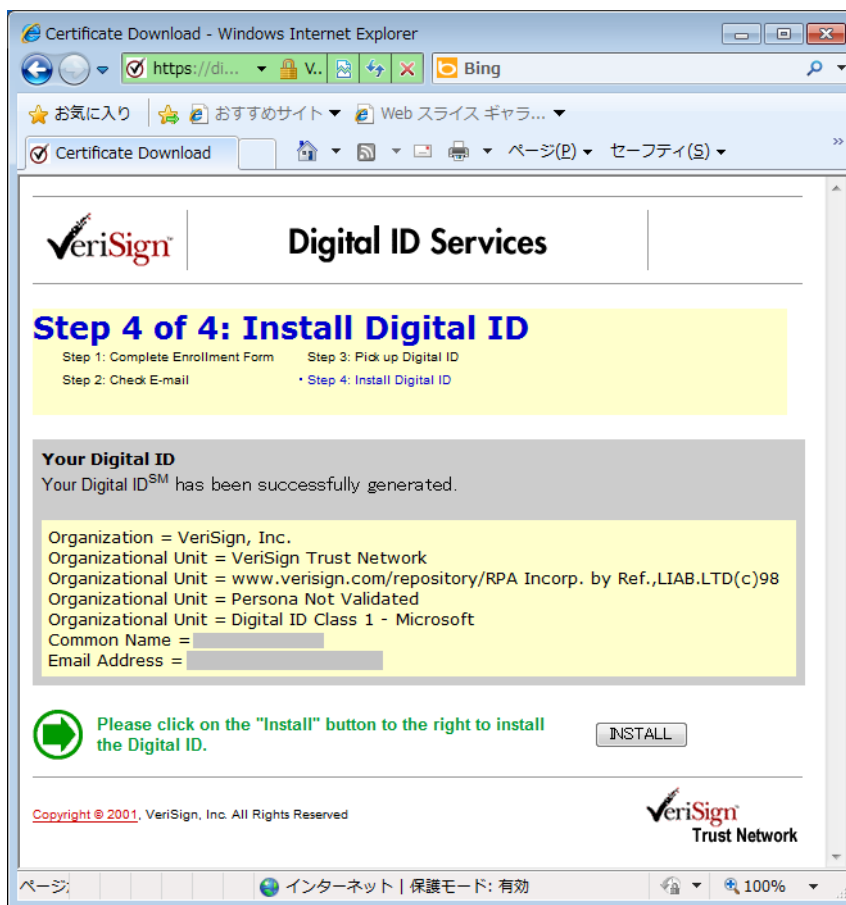 Certificate Download - Windows Internet Explorer
https://di... V.. Bing
お気に入り おすすめサイト Web スライス ギャラ...
Certificate Download ページ(P) セーフティ(S) »
VeriSign™ Digital ID Services
Step 4 of 4: Install Digital ID
Step 1: Complete Enrollment Form Step 3: Pick up Digital ID
Step 2: Check E-mail • Step 4: Install Digital ID
Your Digital ID
Your Digital ID℠ has been successfully generated.
Organization = VeriSign, Inc.
Organizational Unit = VeriSign Trust Network
Organizational Unit = www.verisign.com/repository/RPA Incorp. by Ref.,LIAB.LTD(c)98
Organizational Unit = Persona Not Validated
Organizational Unit = Digital ID Class 1 - Microsoft
Common Name =
Email Address =
Please click on the "Install" button to the right to install
the Digital ID.
INSTALL
Copyright © 2001, VeriSign, Inc. All Rights Reserved
VeriSign
Trust Network
ページ インターネット | 保護モード: 有効 100%